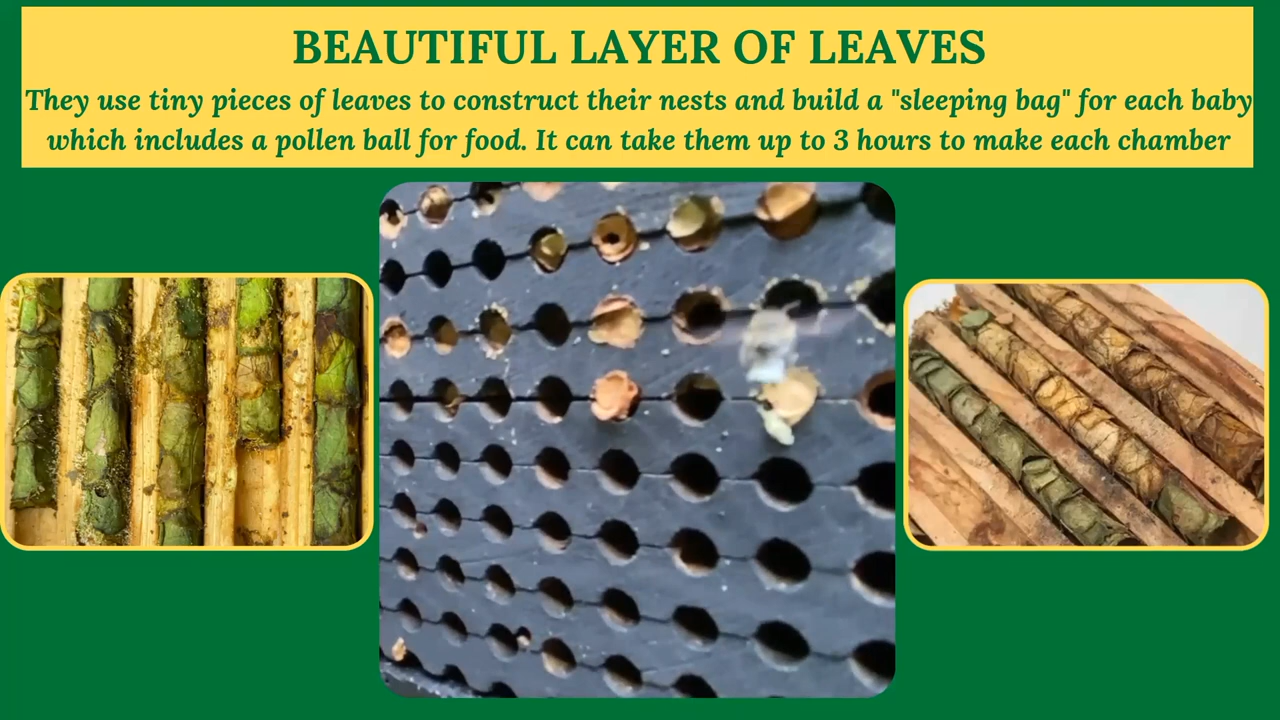 BEAUTIFUL LAYER OF LEAVES
They use tiny pieces of leaves to construct their nests and build a "sleeping bag" for each baby
which includes a pollen ball for food. It can take them up to 3 hours to make each chamber